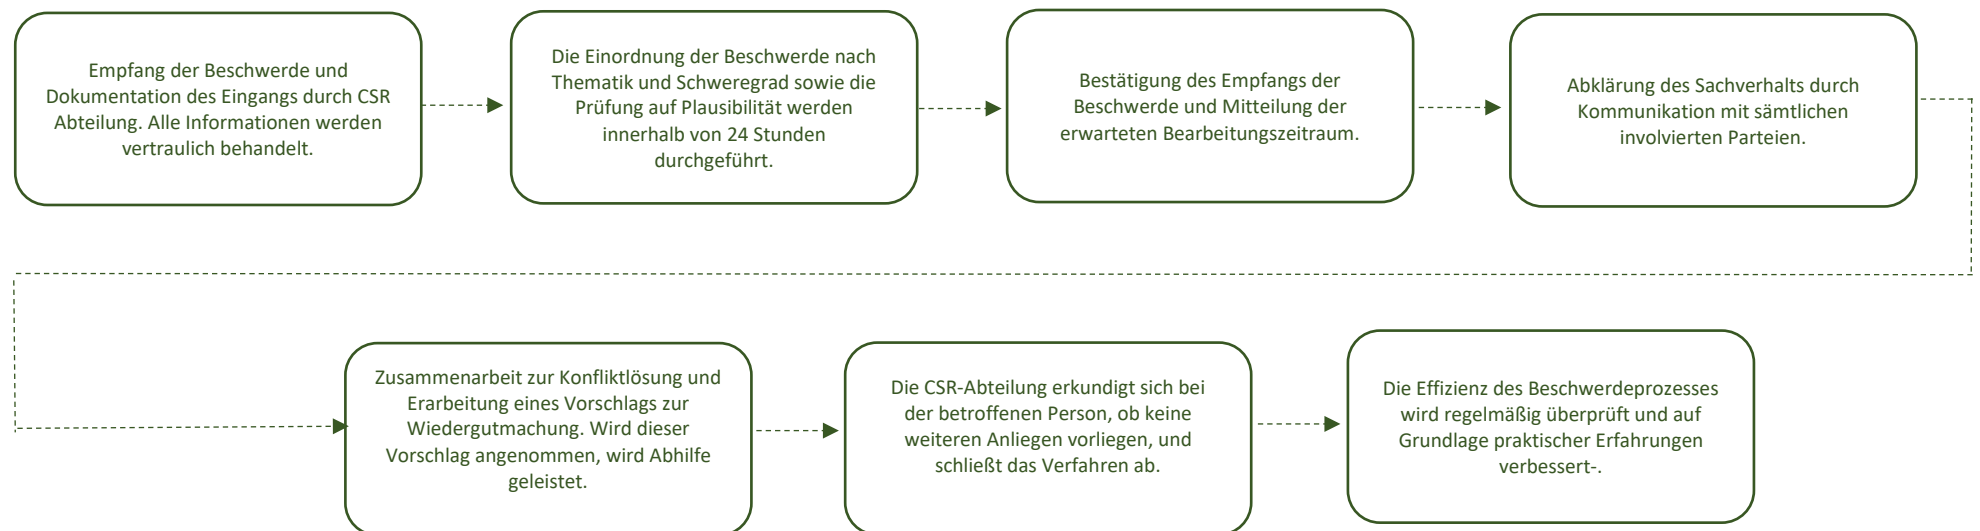 Empfang der Beschwerde und
Dokumentation des Eingangs durch CSR
Abteilung. Alle Informationen werden
vertraulich behandelt.
Die Einordnung der Beschwerde nach
Thematik und Schweregrad sowie die
Prüfung auf Plausibilität werden
innerhalb von 24 Stunden
durchgeführt.
Bestätigung des Empfangs der
Beschwerde und Mitteilung der
erwarteten Bearbeitungszeitraum.
Abklärung des Sachverhalts durch
Kommunikation mit sämtlichen
involvierten Parteien.
Zusammenarbeit zur Konfliktlösung und
Erarbeitung eines Vorschlags zur
Wiedergutmachung. Wird dieser
Vorschlag angenommen, wird Abhilfe
geleistet.
Die CSR-Abteilung erkundigt sich bei
der betroffenen Person, ob keine
weiteren Anliegen vorliegen, und
schließt das Verfahren ab.
Die Effizienz des Beschwerdeprozesses
wird regelmäßig überprüft und auf
Grundlage praktischer Erfahrungen
verbessert-.